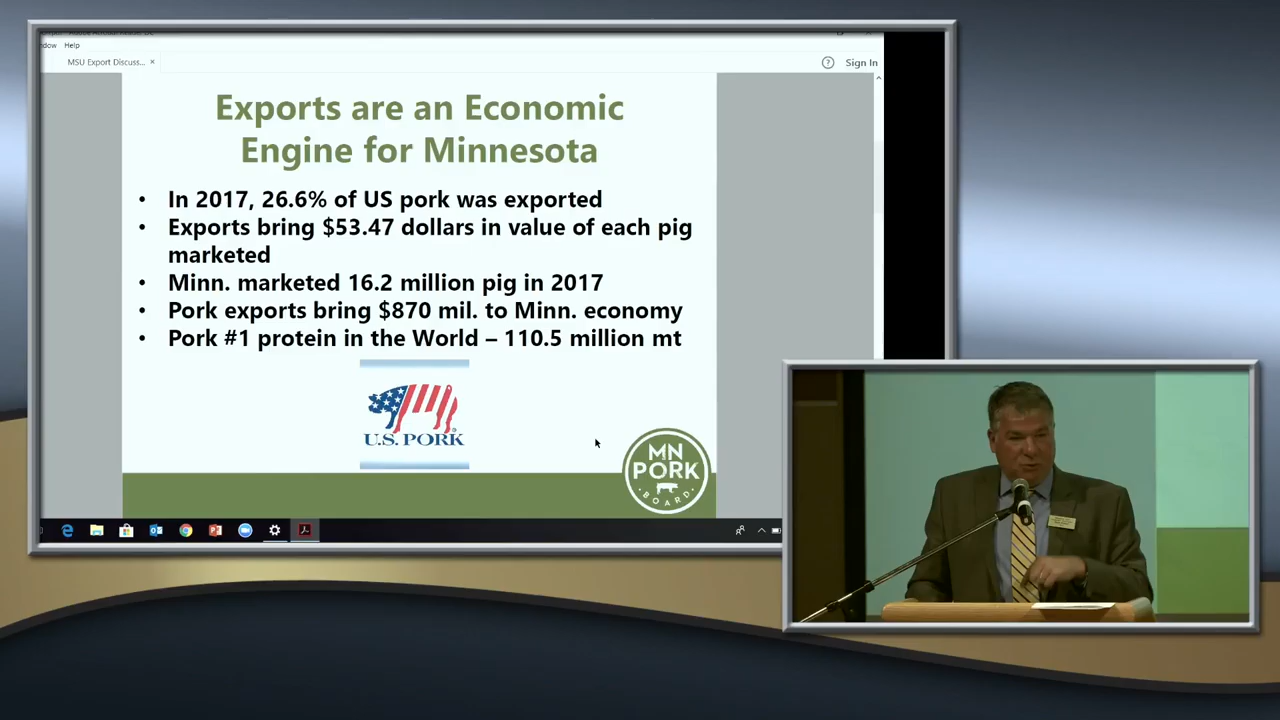 Help
MSU Export Discuss... ×
Sign In
Exports are an Economic
Engine for Minnesota
• In 2017, 26.6% of US pork was exported
• Exports bring $53.47 dollars in value of each pig
marketed
• Minn. marketed 16.2 million pig in 2017
• Pork exports bring $870 mil. to Minn. economy
• Pork #1 protein in the World – 110.5 million mt
U.S. PORK
MN
PORK
BOARD